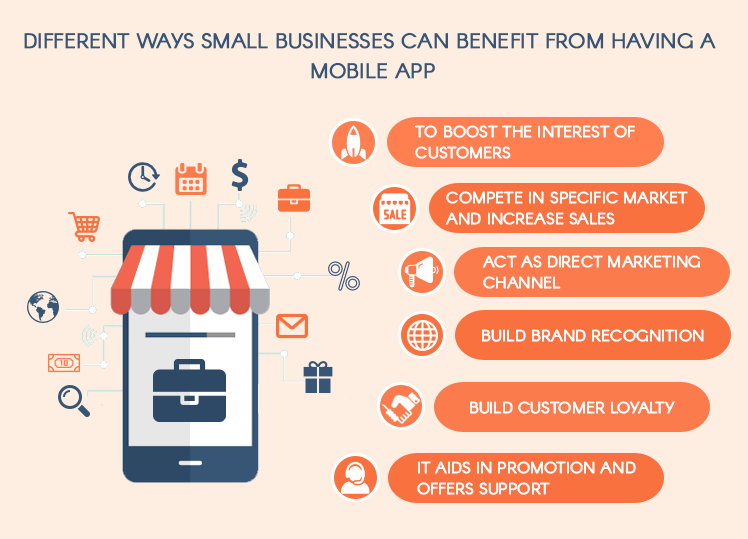 DIFFERENT WAYS SMALL BUSINESSES CAN BENEFIT FROM HAVING A
MOBILE APP
TO BOOST THE INTEREST OF
CUSTOMERS
SALE
COMPETE IN SPECIFIC MARKET
AND INCREASE SALES
ACT AS DIRECT MARKETING
CHANNEL
BUILD BRAND RECOGNITION
BUILD CUSTOMER LOYALTY
IT AIDS IN PROMOTION AND
OFFERS SUPPORT
$
%
10